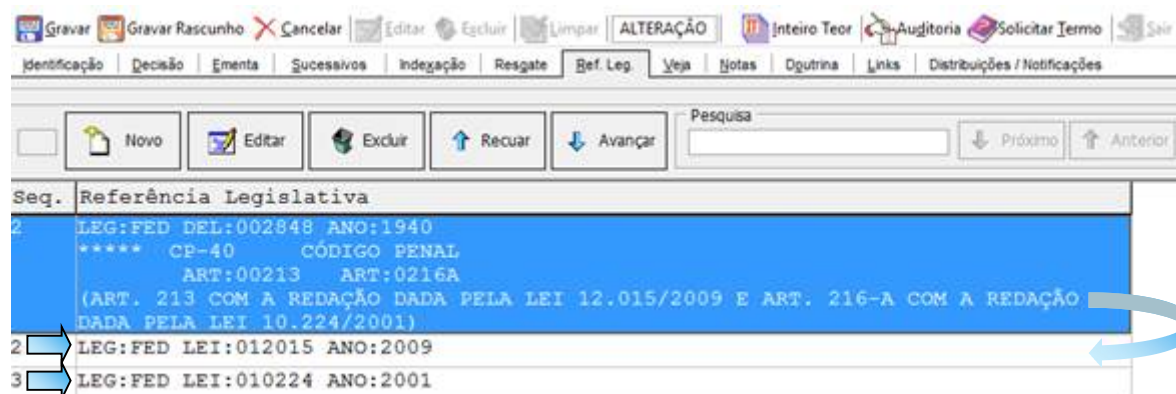 Gravar Gravar Rascunho Cancelar Editar Excluir Limpar ALTERAÇÃO Inteiro Teor Auditoria Solicitar Termo Sair
Identificação Decisão Ementa Sucessivos Indexação Resgate Ref. Leg. Veja Notas Doutrina Links Distribuições / Notificações
Pesquisa
Novo Editar Excluir Recuar Avançar Próximo Anterior
Seq. Referência Legislativa
2 LEG:FED DEL:002848 ANO:1940
***** CP-40 CÓDIGO PENAL
ART:00213 ART:0216A
(ART. 213 COM A REDAÇÃO DADA PELA LEI 12.015/2009 E ART. 216-A COM A REDAÇÃO
DADA PELA LEI 10.224/2001)
2 LEG:FED LEI:012015 ANO:2009
3 LEG:FED LEI:010224 ANO:2001